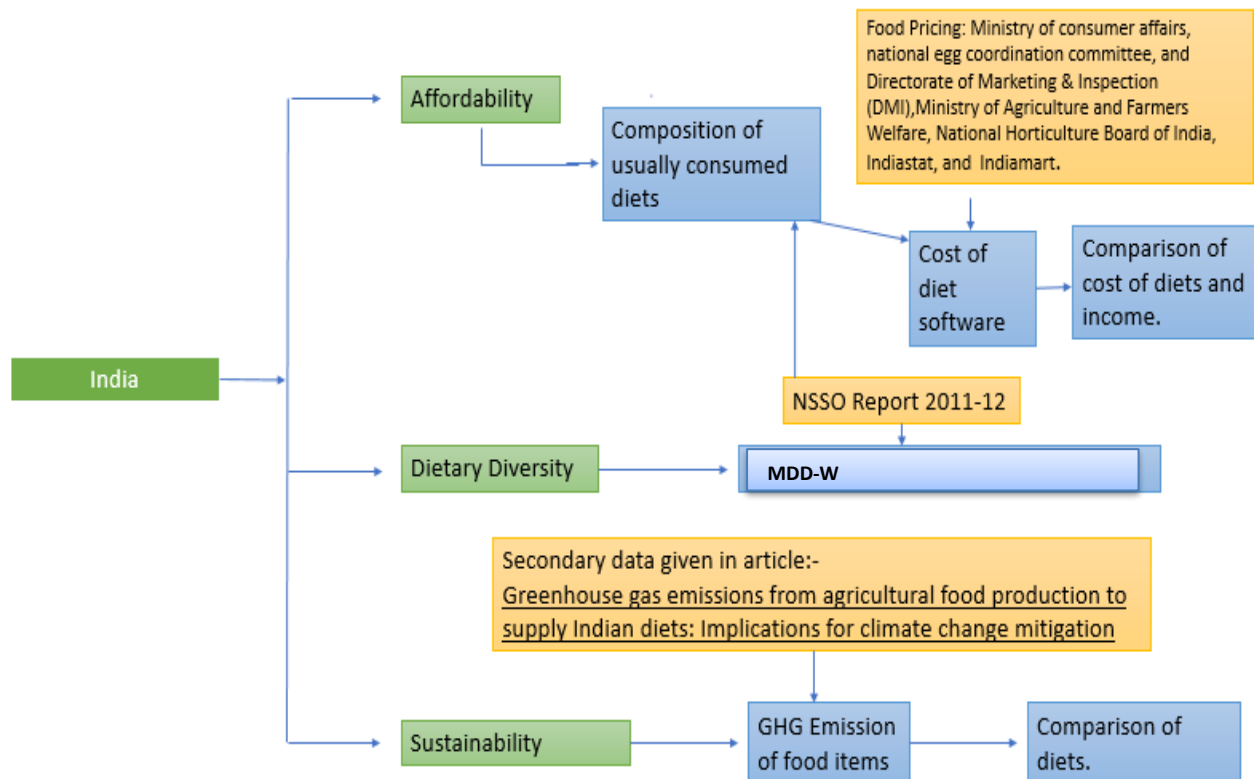 Food Pricing: Ministry of consumer affairs,
national egg coordination committee, and
Directorate of Marketing & Inspection
(DMI),Ministry of Agriculture and Farmers
Welfare, National Horticulture Board of India,
Indiastat, and Indiamart.
Affordability
Composition of
usually consumed
diets
Cost of
diet
software
Comparison of
cost of diets and
income.
India
NSSO Report 2011-12
Dietary Diversity
MDD-W
Secondary data given in article:-
Greenhouse gas emissions from agricultural food production to
supply Indian diets: Implications for climate change mitigation
Sustainability
GHG Emission
of food items
Comparison of
diets.